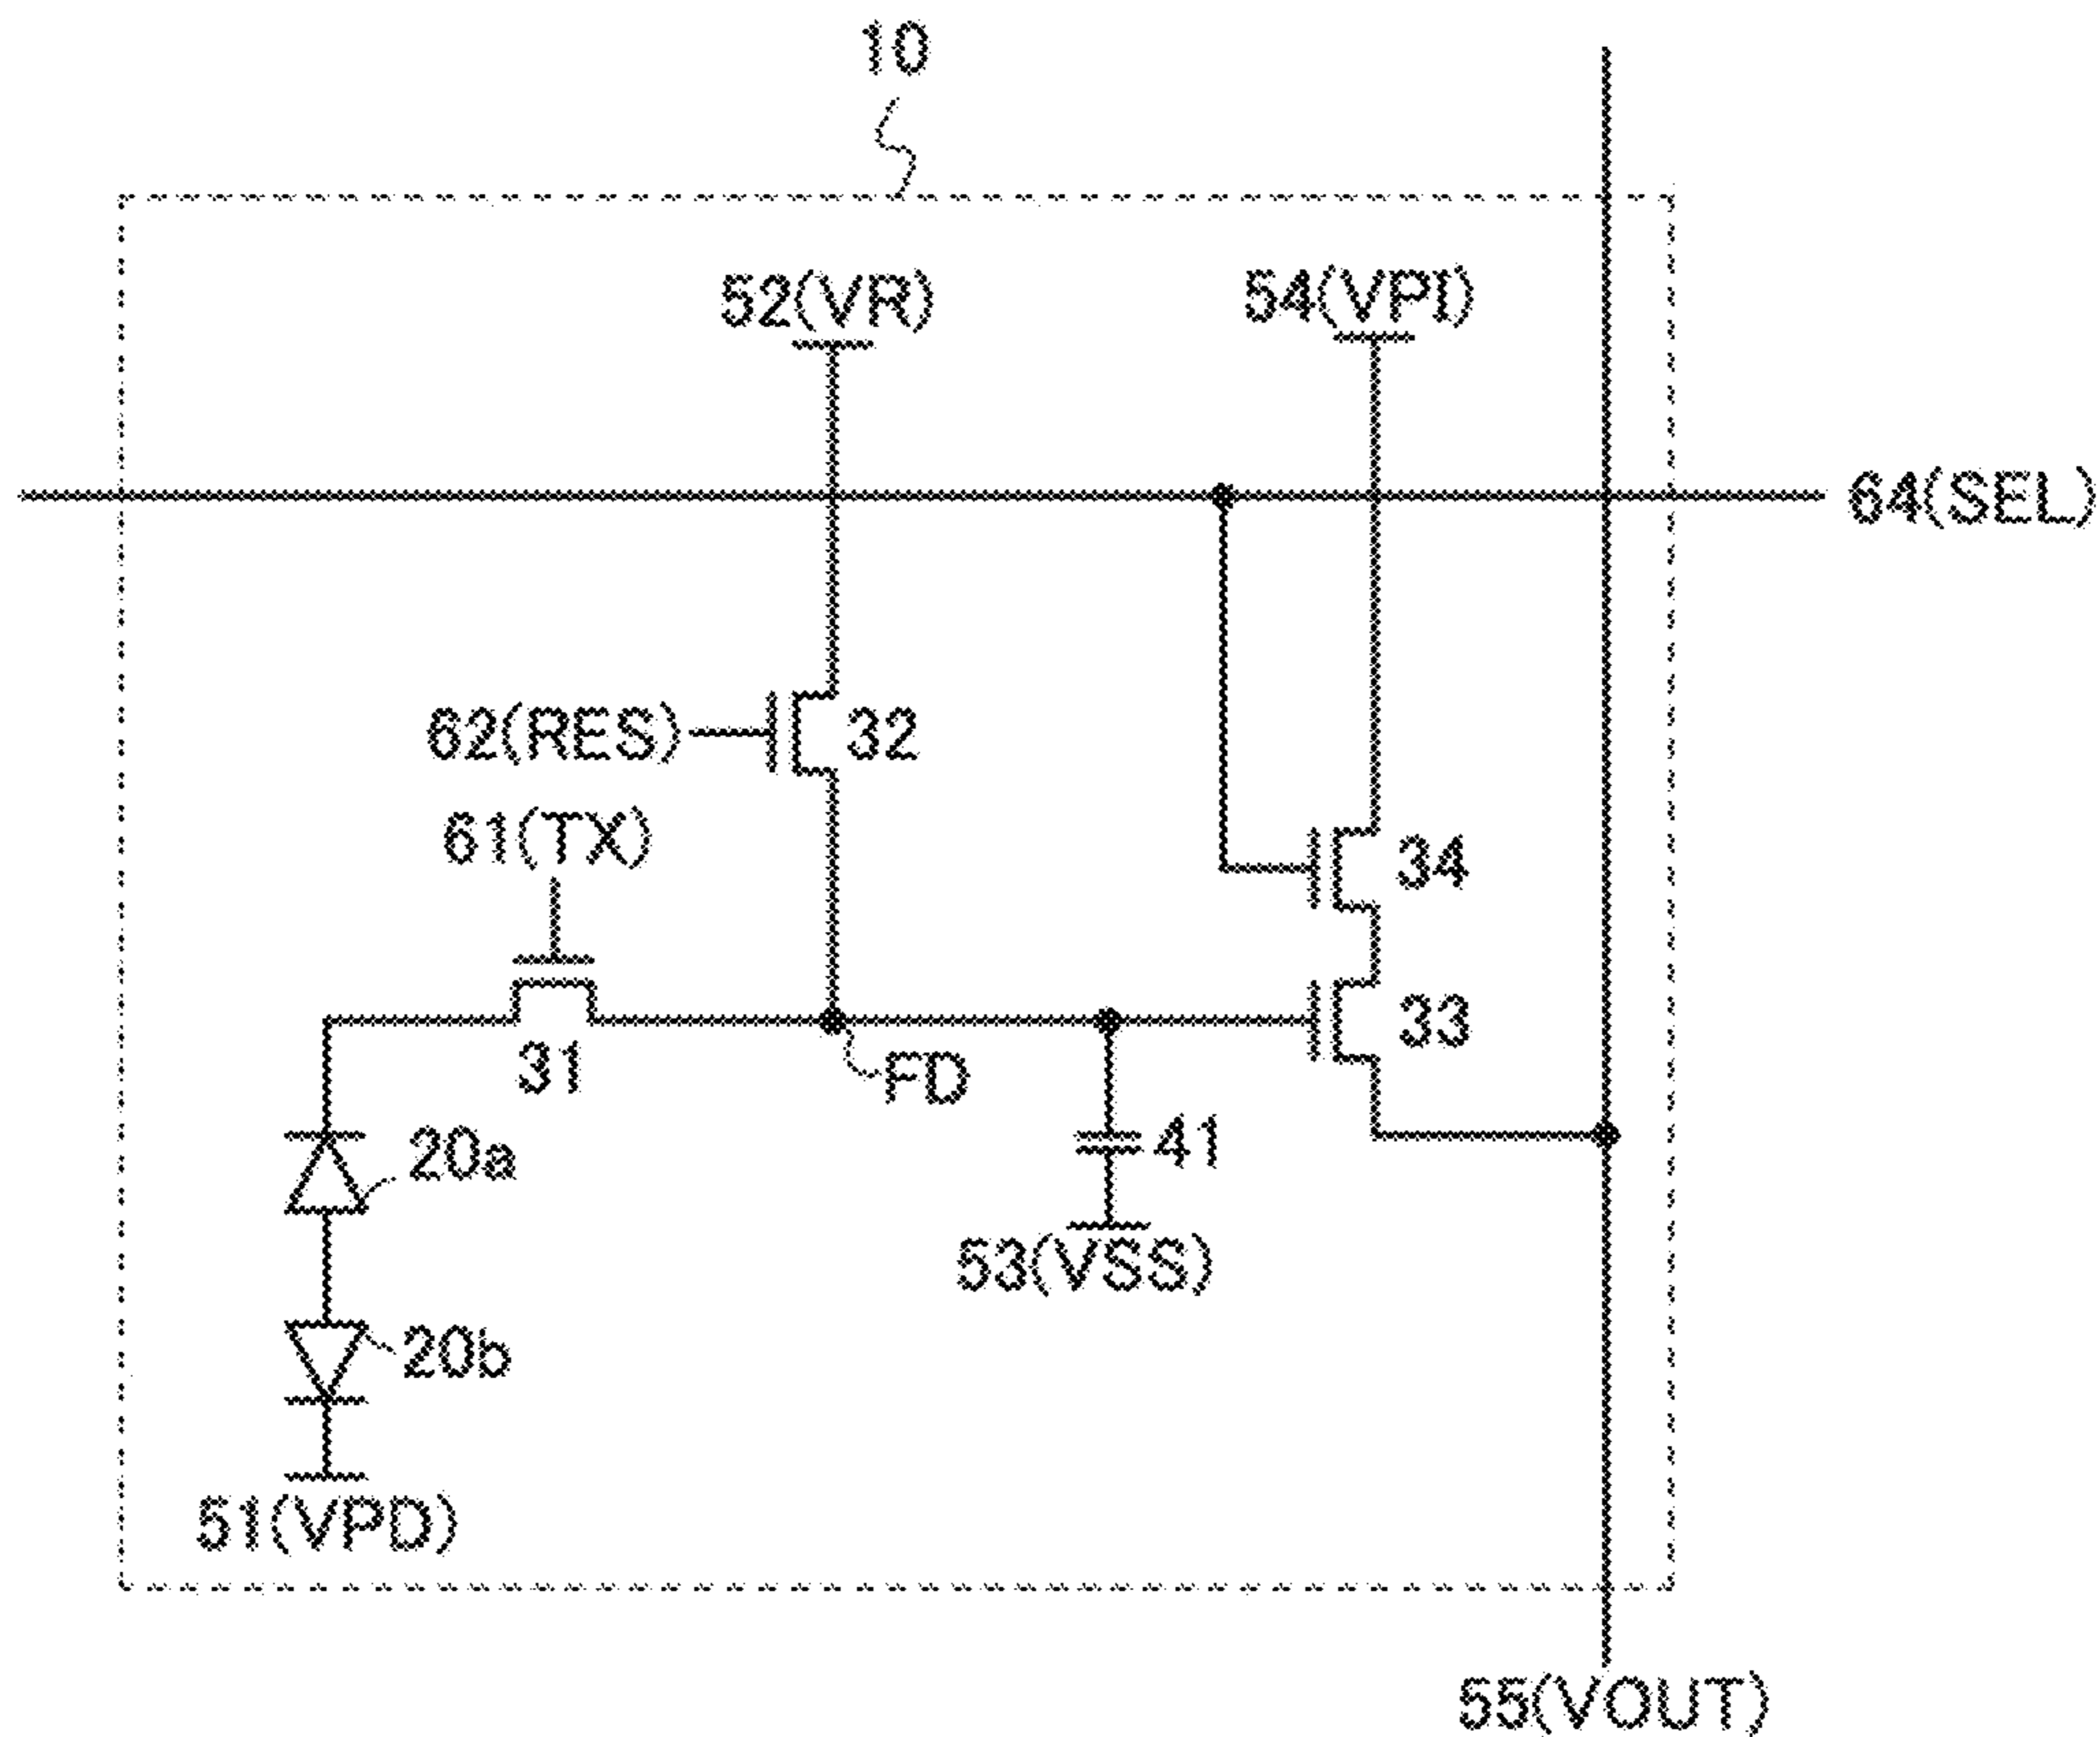 10
52(VR)
54(VPI)
64(SEL)
62(RES)
32
61(TX)
34
33
31
FD
20a
41
53(VSS)
20b
51(VPD)
55(VOUT)